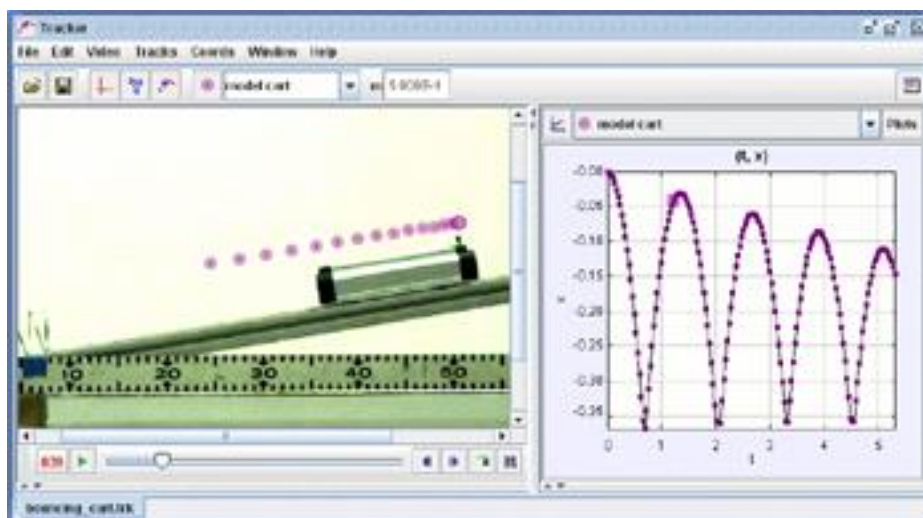 Tracker
File Edit Video Tracks Coords Window Help
model cart
m
model cart
Plots
(t, x)
-0.00
-0.05
-0.10
-0.15
-0.20
-0.25
-0.30
-0.35
x
0 1 2 3 4 5
t
10 20 30 40 50
bouncing_cart.trk